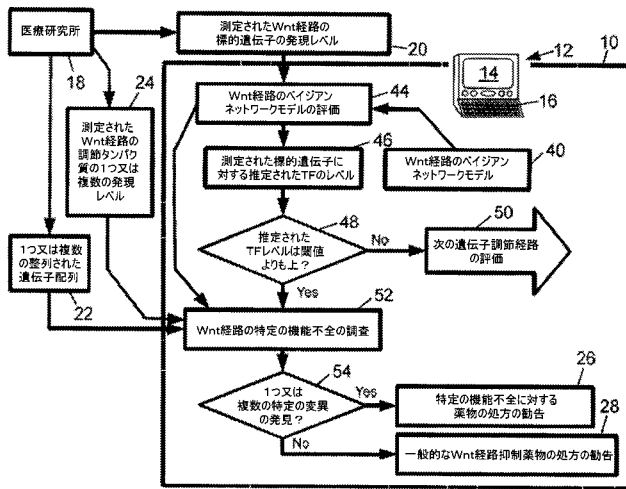 医療研究所
18
測定されたWnt経路の
標的遺伝子の発現レベル
20
10
12
14
16
24
測定された
Wnt経路の
調節タンパク
質の1つ又は
複数の発現
レベル
Wnt経路のベイジアン
ネットワークモデルの評価
44
46
測定された標的遺伝子に
対する推定されたTFのレベル
Wnt経路のベイジアン
ネットワークモデル
40
1つ又は複数
の整列された
遺伝子配列
22
推定された
TFレベルは閾値
よりも上?
48
No
Yes
50
次の遺伝子調節経路
の評価
52
Wnt経路の特定の機能不全の調査
54
1つ又は
複数の特定の変異
の発見?
Yes
No
26
特定の機能不全に対する
薬物の処方の勧告
28
一般的なWnt経路抑制薬物の処方の勧告